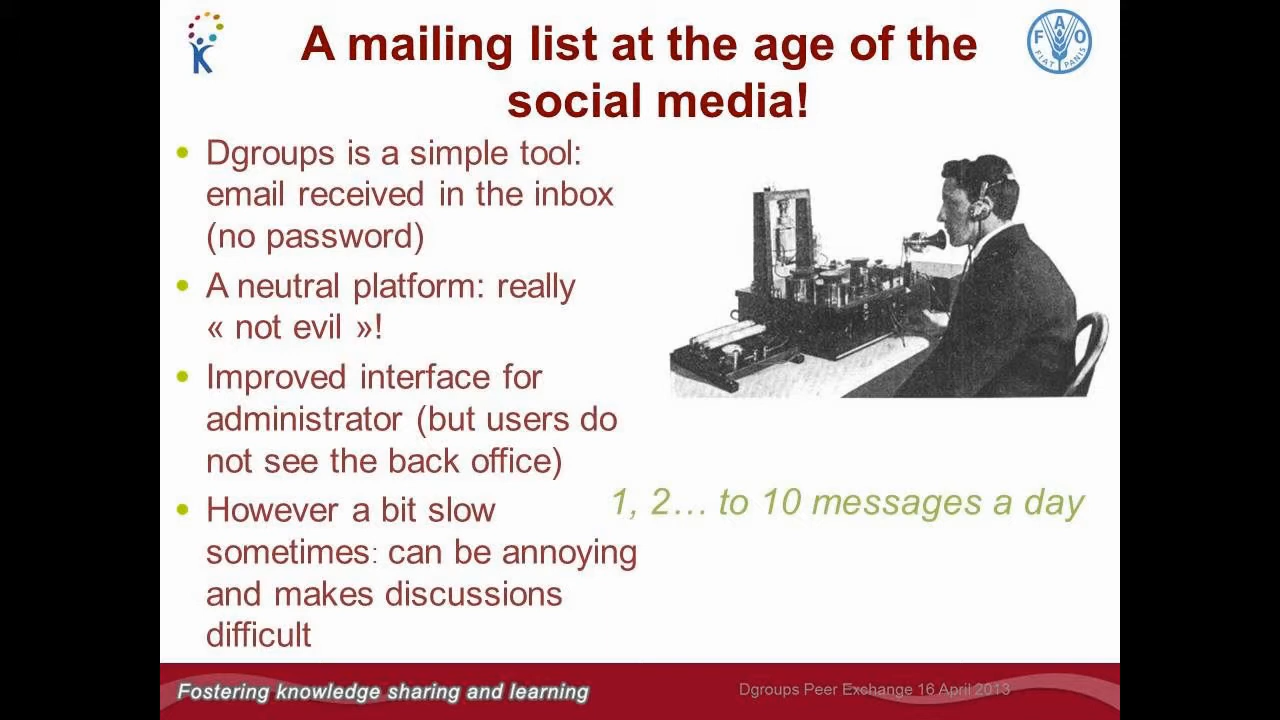 A mailing list at the age of the
social media!
F A O
FIAT PANIS
• Dgroups is a simple tool:
email received in the inbox
(no password)
• A neutral platform: really
« not evil »!
• Improved interface for
administrator (but users do
not see the back office)
• However a bit slow
sometimes: can be annoying
and makes discussions
difficult
1, 2… to 10 messages a day
Fostering knowledge sharing and learning
Dgroups Peer Exchange 16 April 2013